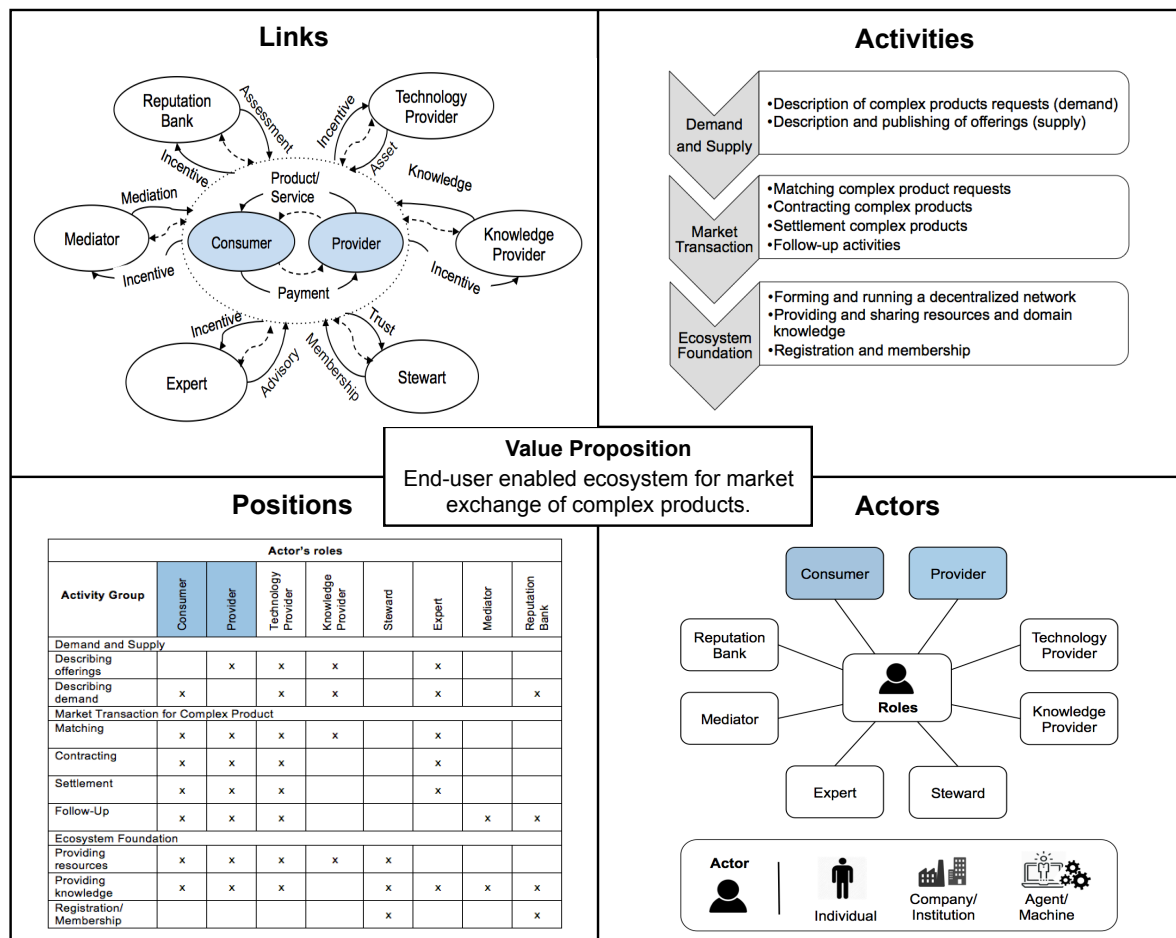 Links
Reputation
Bank
Assessment
Incentive
Technology
Provider
Incentive
Asset
Knowledge
Mediation
Product/
Service
Mediator
Consumer
Provider
Knowledge
Provider
Incentive
Payment
Incentive
Incentive
Trust
Expert
Advisory
Membership
Stewart
Activities
Demand
and Supply
•Description of complex products requests (demand)
•Description and publishing of offerings (supply)
Market
Transaction
•Matching complex product requests
•Contracting complex products
•Settlement complex products
•Follow-up activities
Ecosystem
Foundation
•Forming and running a decentralized network
•Providing and sharing resources and domain
knowledge
•Registration and membership
Value Proposition
End-user enabled ecosystem for market
exchange of complex products.
Positions
Actor's roles
Activity Group
Consumer
Provider
Technology
Provider
Knowledge
Provider
Steward
Expert
Mediator
Reputation
Bank
Demand and Supply
Describing
offerings
x x x x
Describing
demand
x x x x x
Market Transaction for Complex Product
Matching
x x x x x
Contracting
x x x x
Settlement
x x x x
Follow-Up
x x x x x
Ecosystem Foundation
Providing
resources
x x x x x
Providing
knowledge
x x x x x x x
Registration/
Membership
x x
Actors
Consumer
Provider
Reputation
Bank
Technology
Provider
Roles
Mediator
Knowledge
Provider
Expert
Steward
Actor
Individual
Company/
Institution
Agent/
Machine